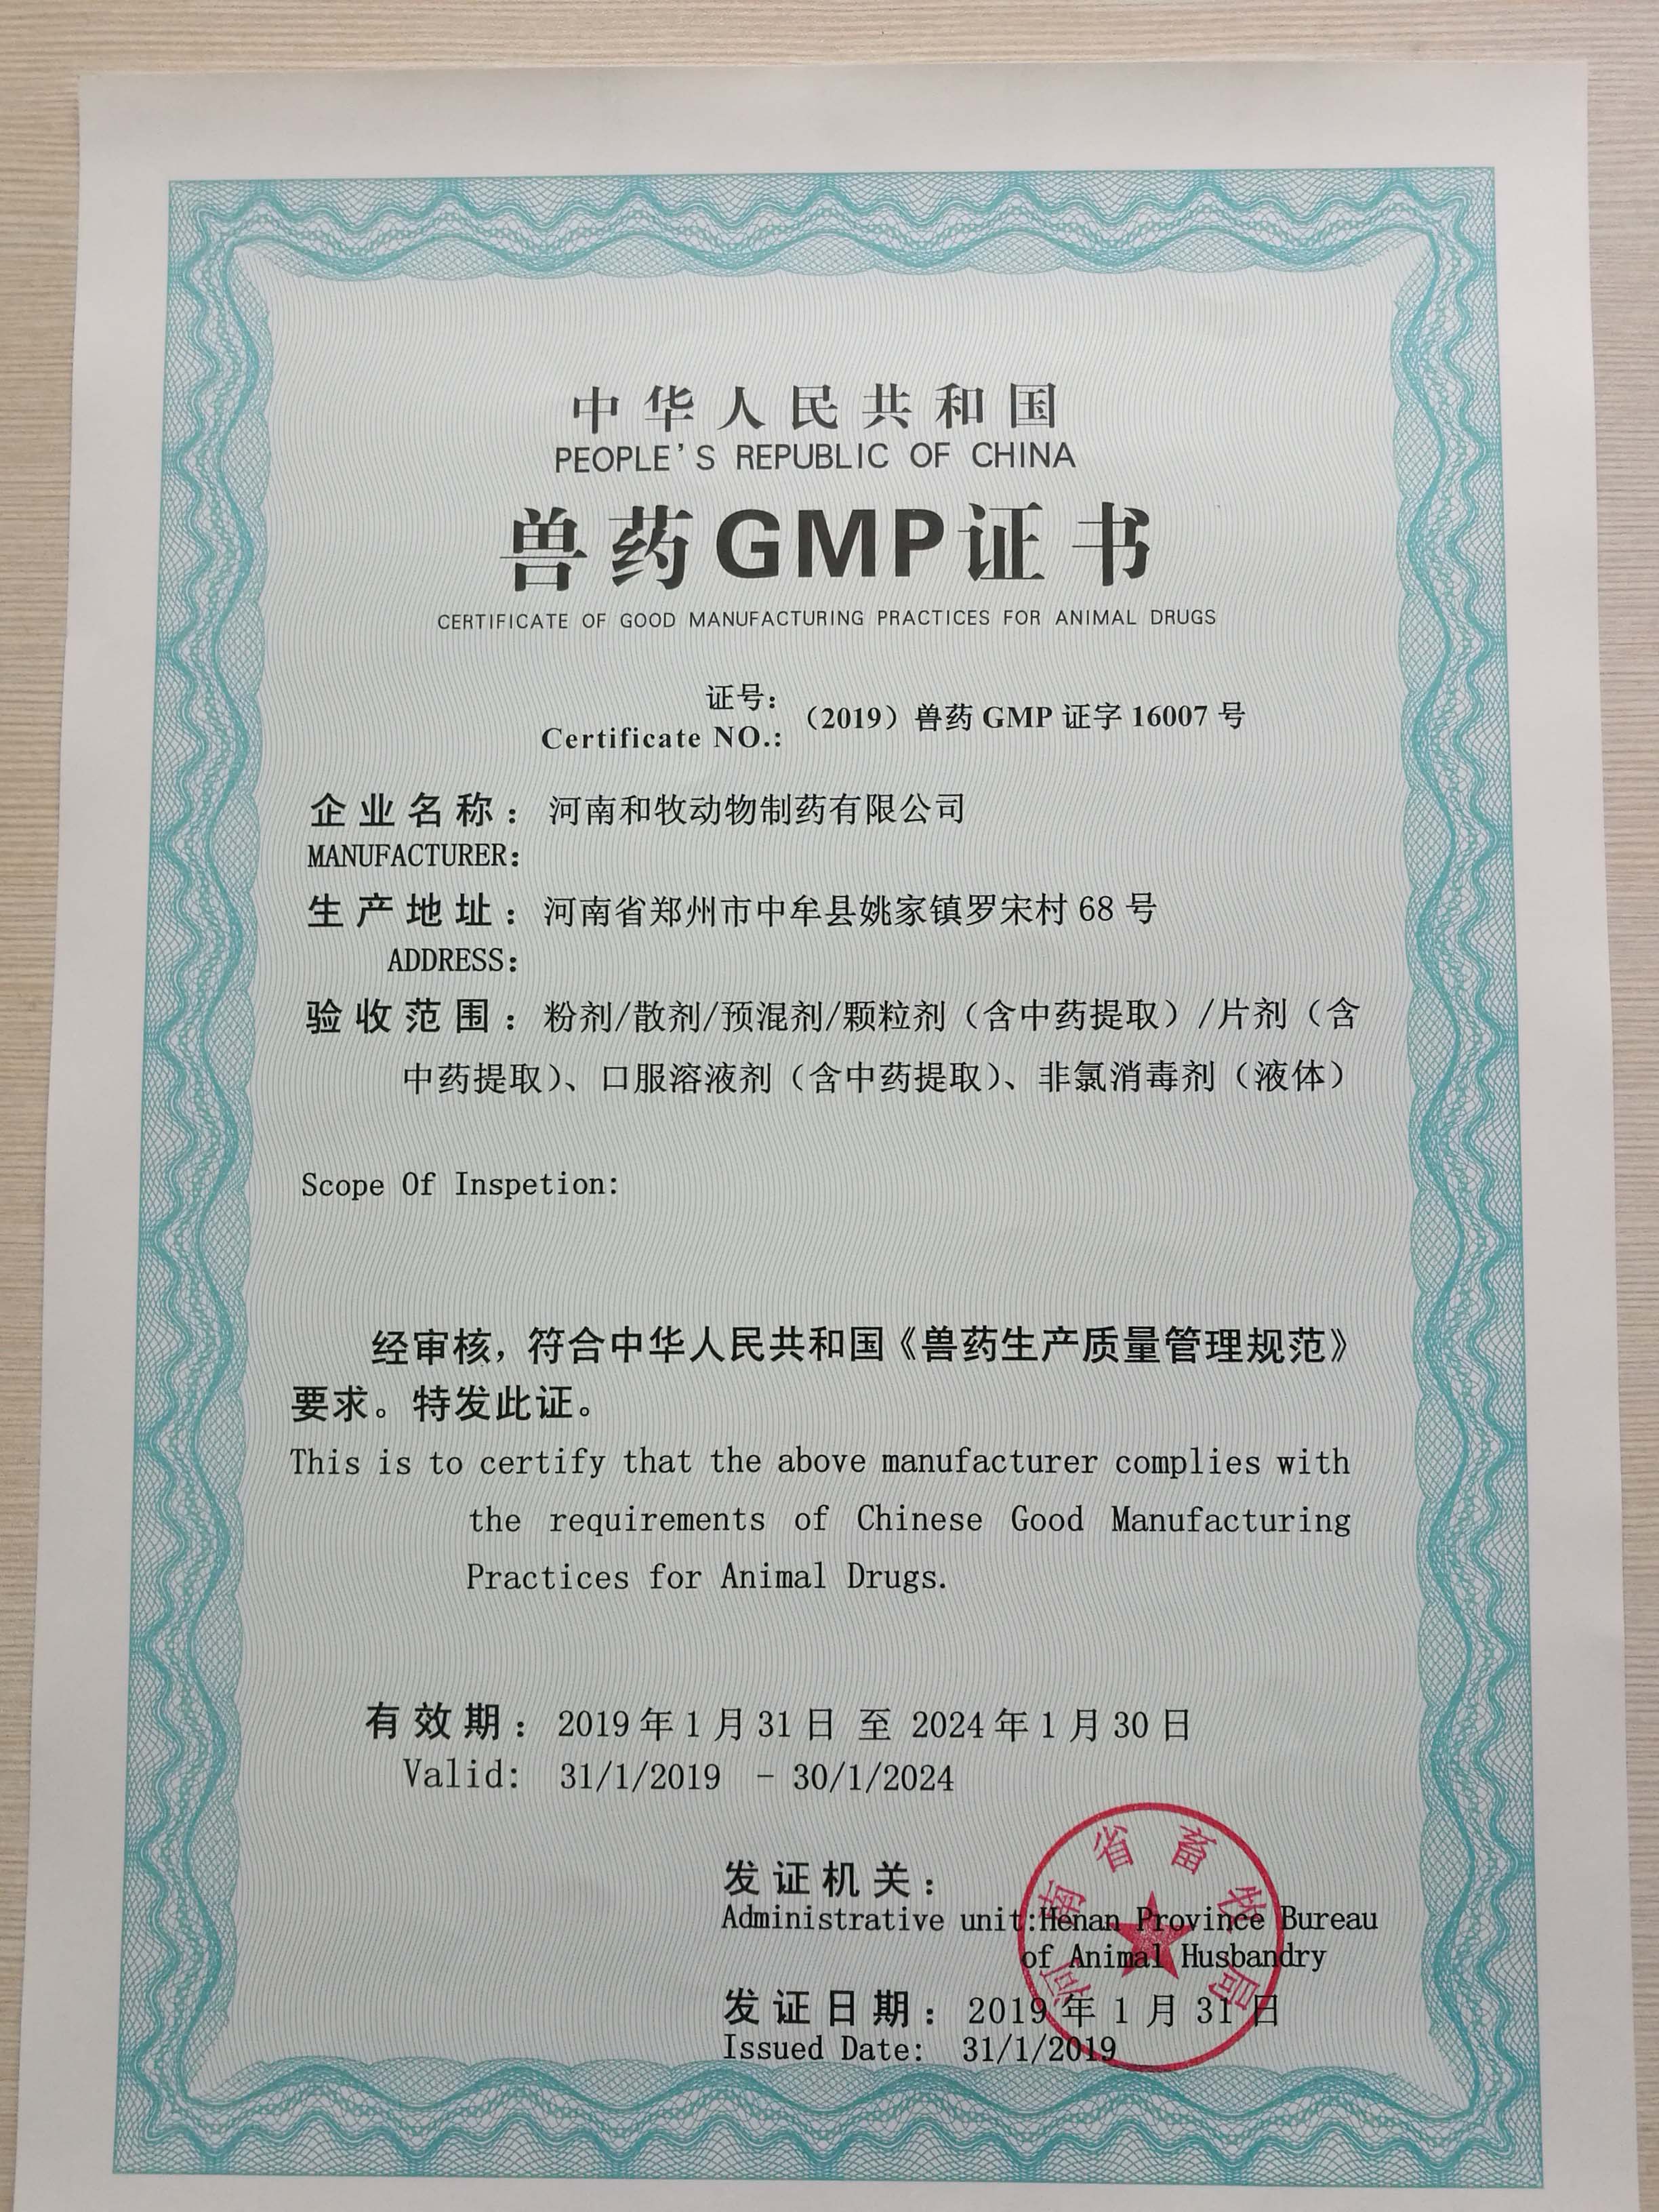 中华人民共和国
PEOPLE'S REPUBLIC OF CHINA
兽药GMP证书
CERTIFICATE OF GOOD MANUFACTURING PRACTICES FOR ANIMAL DRUGS
证号：
Certificate NO.:
（2019）兽药 GMP 证字 16007 号
企业名称：河南和牧动物制药有限公司
MANUFACTURER:
生产地址：河南省郑州市中牟县姚家镇罗宋村 68 号
ADDRESS:
验收范围：粉剂/散剂/预混剂/颗粒剂（含中药提取）/片剂（含
中药提取）、口服溶液剂（含中药提取）、非氯消毒剂（液体）
Scope Of Inspetion:
经审核，符合中华人民共和国《兽药生产质量管理规范》
要求。特发此证。
This is to certify that the above manufacturer complies with
the requirements of Chinese Good Manufacturing
Practices for Animal Drugs.
有效期：2019 年 1 月 31 日 至 2024 年 1 月 30 日
Valid: 31/1/2019 - 30/1/2024
发证机关：
Administrative unit:Henan Province Bureau
of Animal Husbandry
河南省畜牧局
发证日期：2019 年 1 月 31 日
Issued Date: 31/1/2019